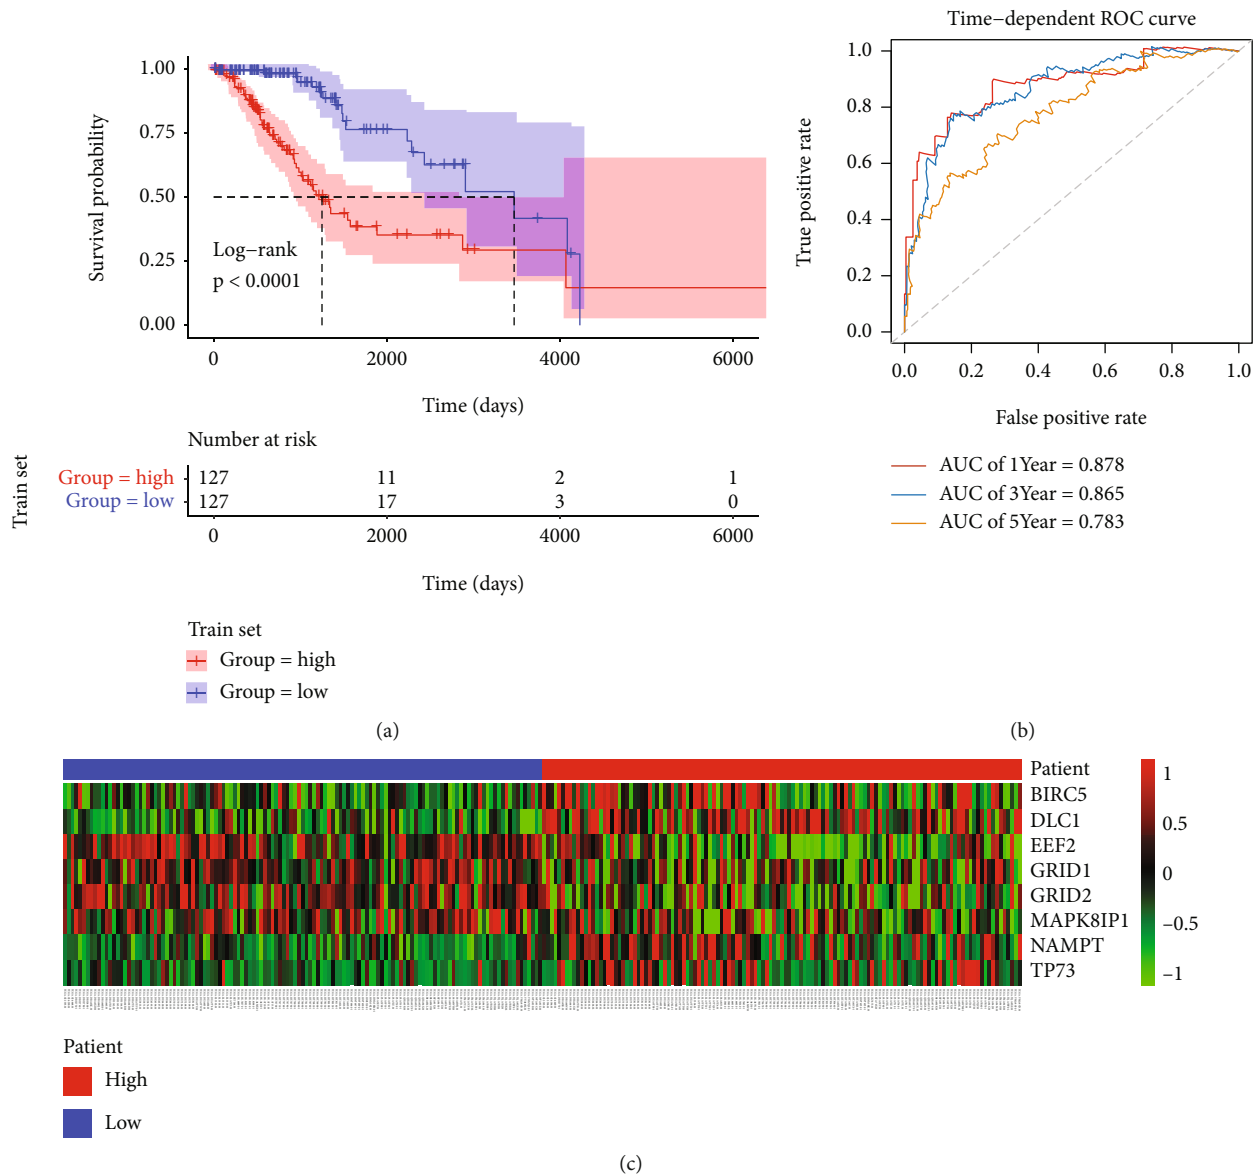 1.00
0.75
0.50
0.25
0.00
Survival probability
Log−rank
p < 0.0001
0
2000
4000
6000
Time (days)
Number at risk
Train set
Group = high
127
11
2
1
Group = low
127
17
3
0
0
2000
4000
6000
Time (days)
Train set
Group = high
Group = low
(a)
Time−dependent ROC curve
1.0
0.8
0.6
0.4
0.2
0.0
True positive rate
0.0
0.2
0.4
0.6
0.8
1.0
False positive rate
AUC of 1Year = 0.878
AUC of 3Year = 0.865
AUC of 5Year = 0.783
(b)
Patient
BIRC5
DLC1
EEF2
GRID1
GRID2
MAPK8IP1
NAMPT
TP73
1
0.5
0
−0.5
−1
Patient
High
Low
(c)